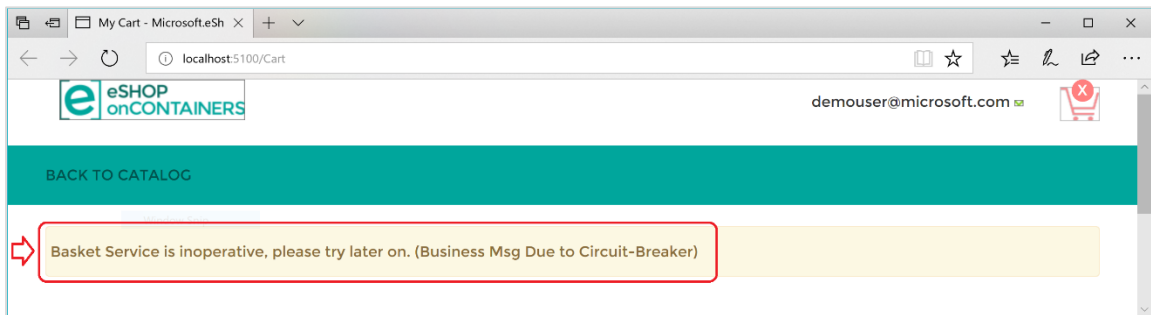 My Cart - Microsoft.eSh
localhost:5100/Cart
eSHOP
onCONTAINERS
demouser@microsoft.com
X
BACK TO CATALOG
Basket Service is inoperative, please try later on. (Business Msg Due to Circuit-Breaker)